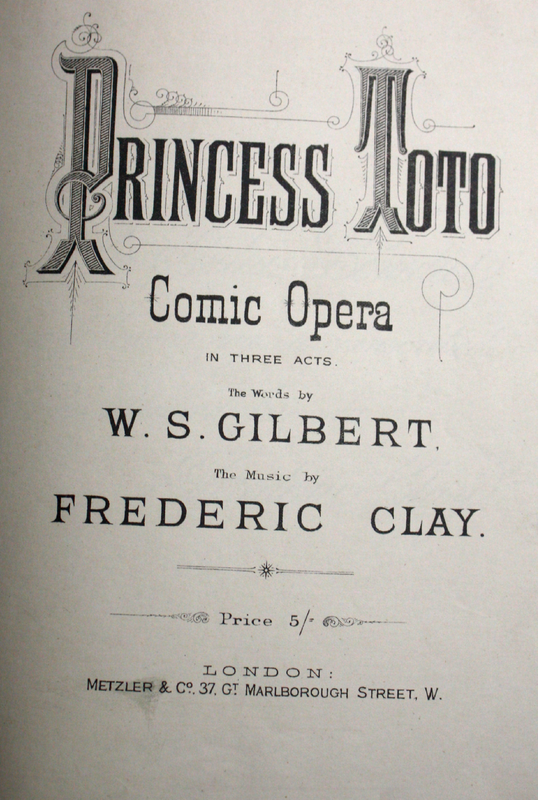 PRINCESS TOTO
Comic Opera
IN THREE ACTS.
The Words by
W. S. GILBERT,
The Music by
FREDERIC CLAY.
Price 5/-
LONDON:
METZLER & Co. 37, GT MARLBOROUGH STREET, W.